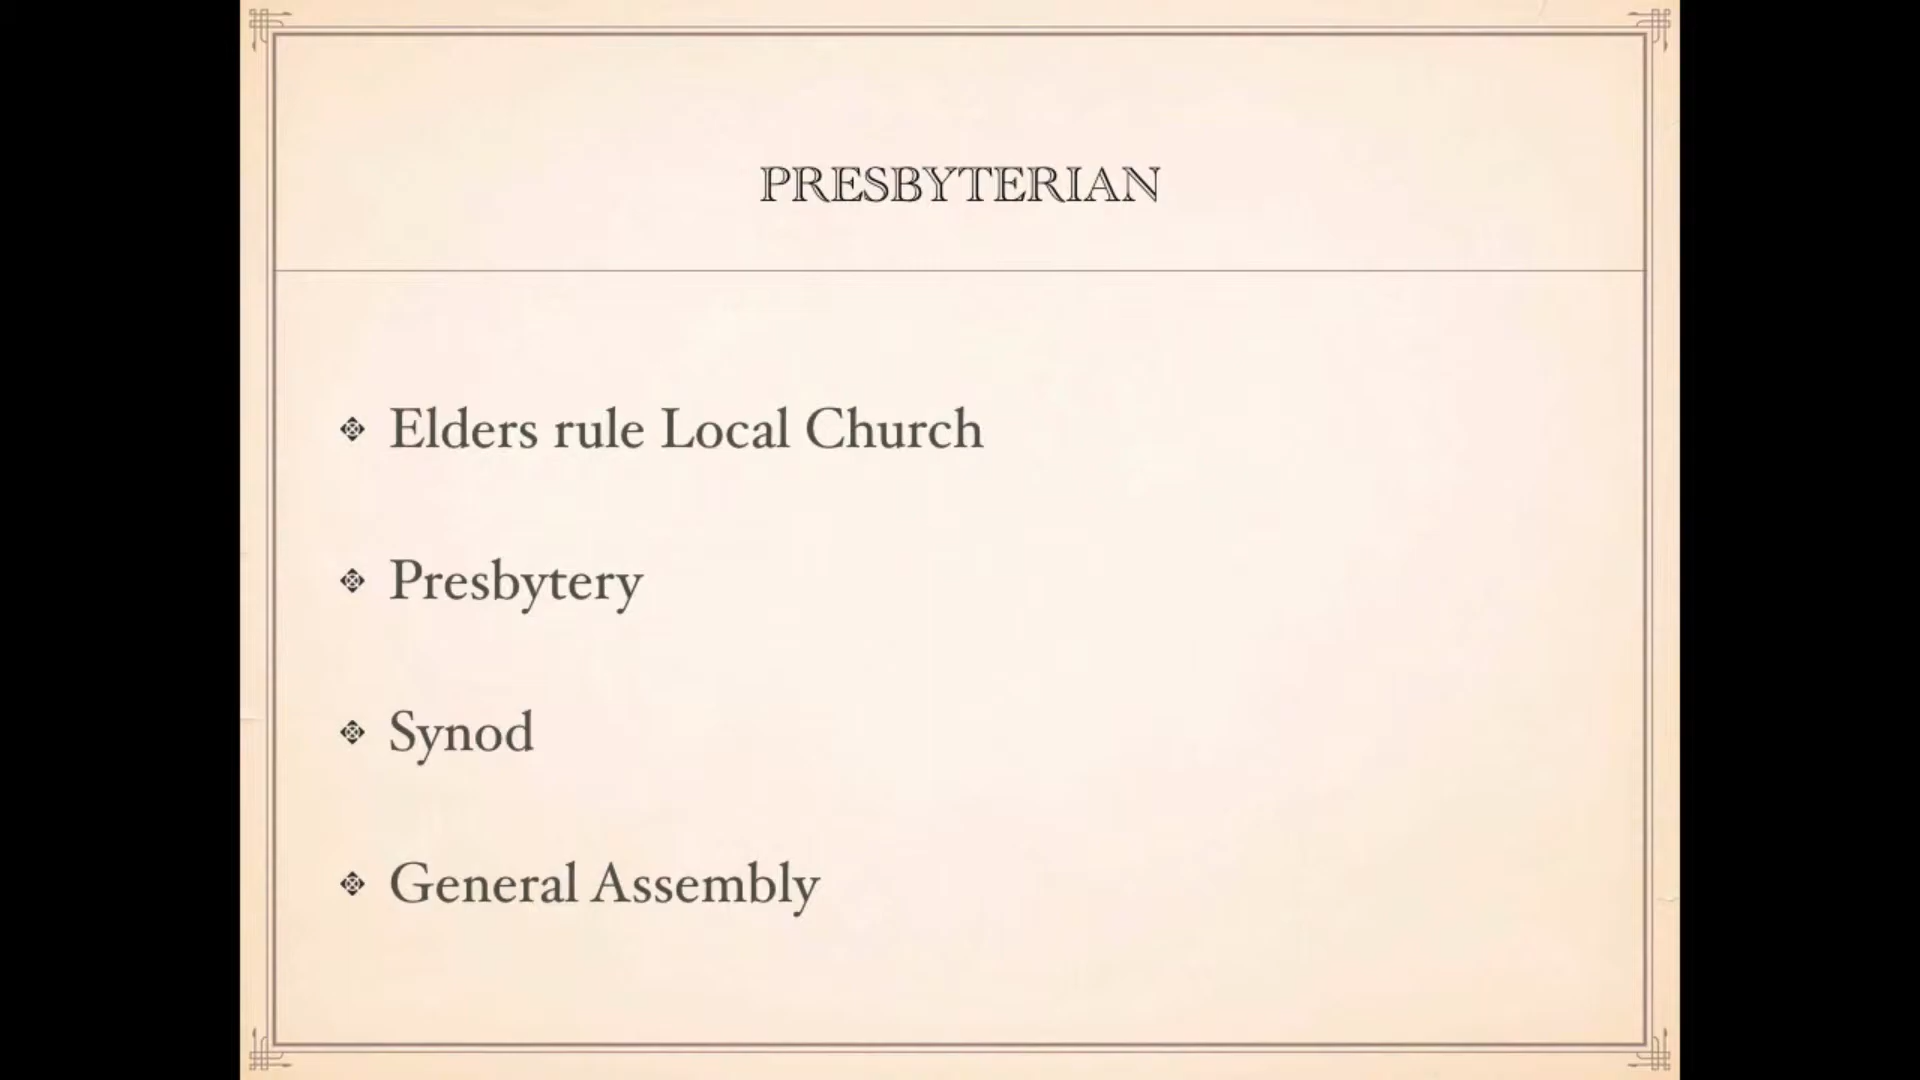 PRESBYTERIAN
Elders rule Local Church
Presbytery
Synod
General Assembly